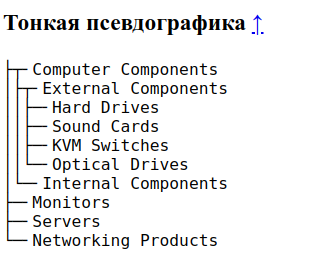 Тонкая псевдографика ↑
├┬─ Computer Components
│├┬─ External Components
││├── Hard Drives
││├── Sound Cards
││├── KVM Switches
││└── Optical Drives
│└── Internal Components
├── Monitors
├── Servers
└── Networking Products